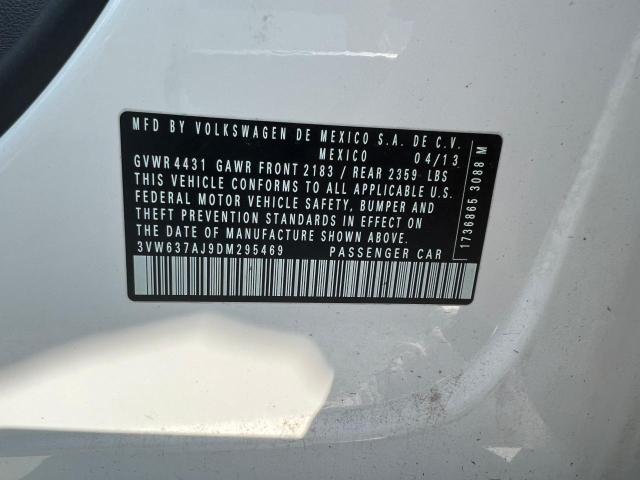 MFD BY VOLKSWAGEN DE MEXICO S.A. DE C.V.
MEXICO 04/13
GVWR 4431 GAWR FRONT 2183 / REAR 2359 LBS
THIS VEHICLE CONFORMS TO ALL APPLICABLE U.S.
FEDERAL MOTOR VEHICLE SAFETY, BUMPER AND
THEFT PREVENTION STANDARDS IN EFFECT ON
THE DATE OF MANUFACTURE SHOWN ABOVE.
3VW637AJ9DM295469 PASSENGER CAR
1736865 3088 M